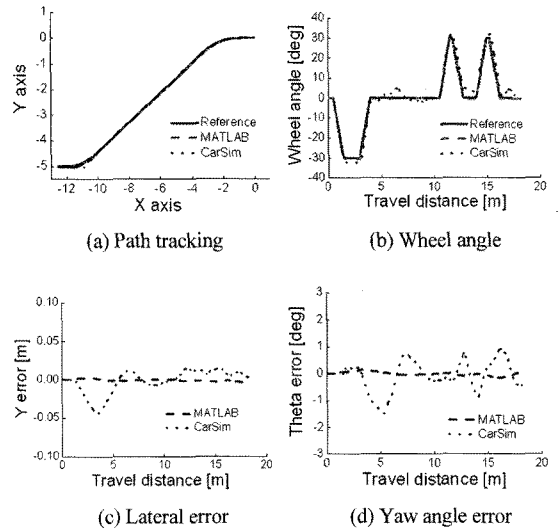 1
0
-1
-2
-3
-4
-5
-6
Y axis
Reference
MATLAB
CarSim
-12 -10 -8 -6 -4 -2 0
X axis
(a) Path tracking
40
30
20
10
0
-10
-20
-30
-40
Wheel angle [deg]
Reference
MATLAB
CarSim
0 5 10 15 20
Travel distance [m]
(b) Wheel angle
0.10
0.05
0.00
-0.05
-0.10
Y error [m]
MATLAB
CarSim
0 5 10 15 20
Travel distance [m]
(c) Lateral error
3
2
1
0
-1
-2
-3
Theta error [deg]
MATLAB
CarSim
0 5 10 15 20
Travel distance [m]
(d) Yaw angle error